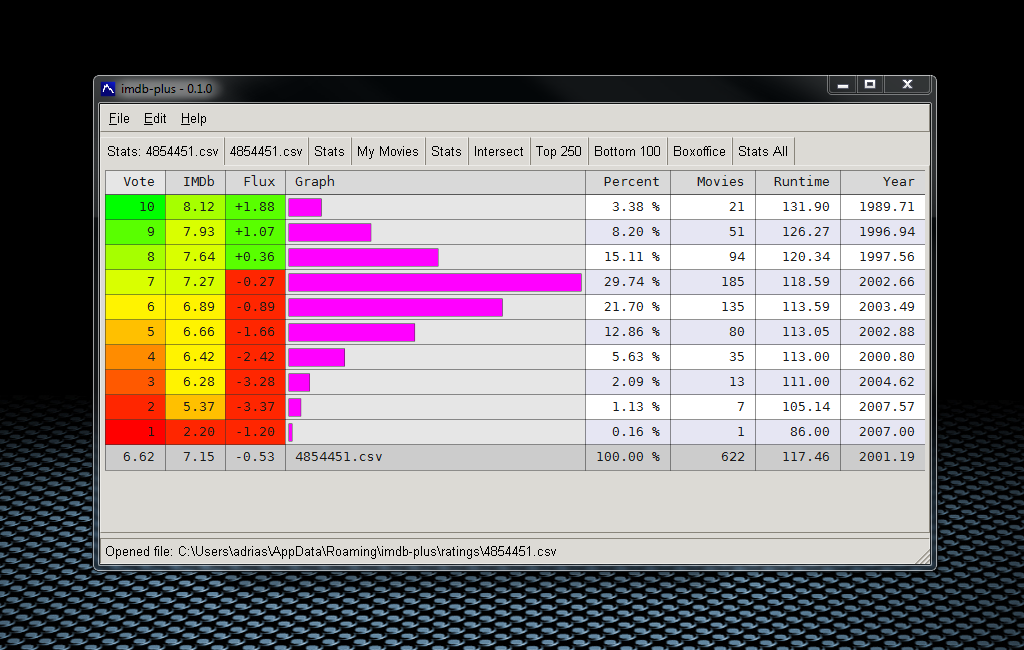 imdb-plus - 0.1.0
File Edit Help
Stats: 4854451.csv 4854451.csv Stats My Movies Stats Intersect Top 250 Bottom 100 Boxoffice Stats All
Vote IMDb Flux Graph Percent Movies Runtime Year
10 8.12 +1.88 3.38 % 21 131.90 1989.71
9 7.93 +1.07 8.20 % 51 126.27 1996.94
8 7.64 +0.36 15.11 % 94 120.34 1997.56
7 7.27 -0.27 29.74 % 185 118.59 2002.66
6 6.89 -0.89 21.70 % 135 113.59 2003.49
5 6.66 -1.66 12.86 % 80 113.05 2002.88
4 6.42 -2.42 5.63 % 35 113.00 2000.80
3 6.28 -3.28 2.09 % 13 111.00 2004.62
2 5.37 -3.37 1.13 % 7 105.14 2007.57
1 2.20 -1.20 0.16 % 1 86.00 2007.00
6.62 7.15 -0.53 4854451.csv 100.00 % 622 117.46 2001.19
Opened file: C:\Users\adrias\AppData\Roaming\imdb-plus\ratings\4854451.csv